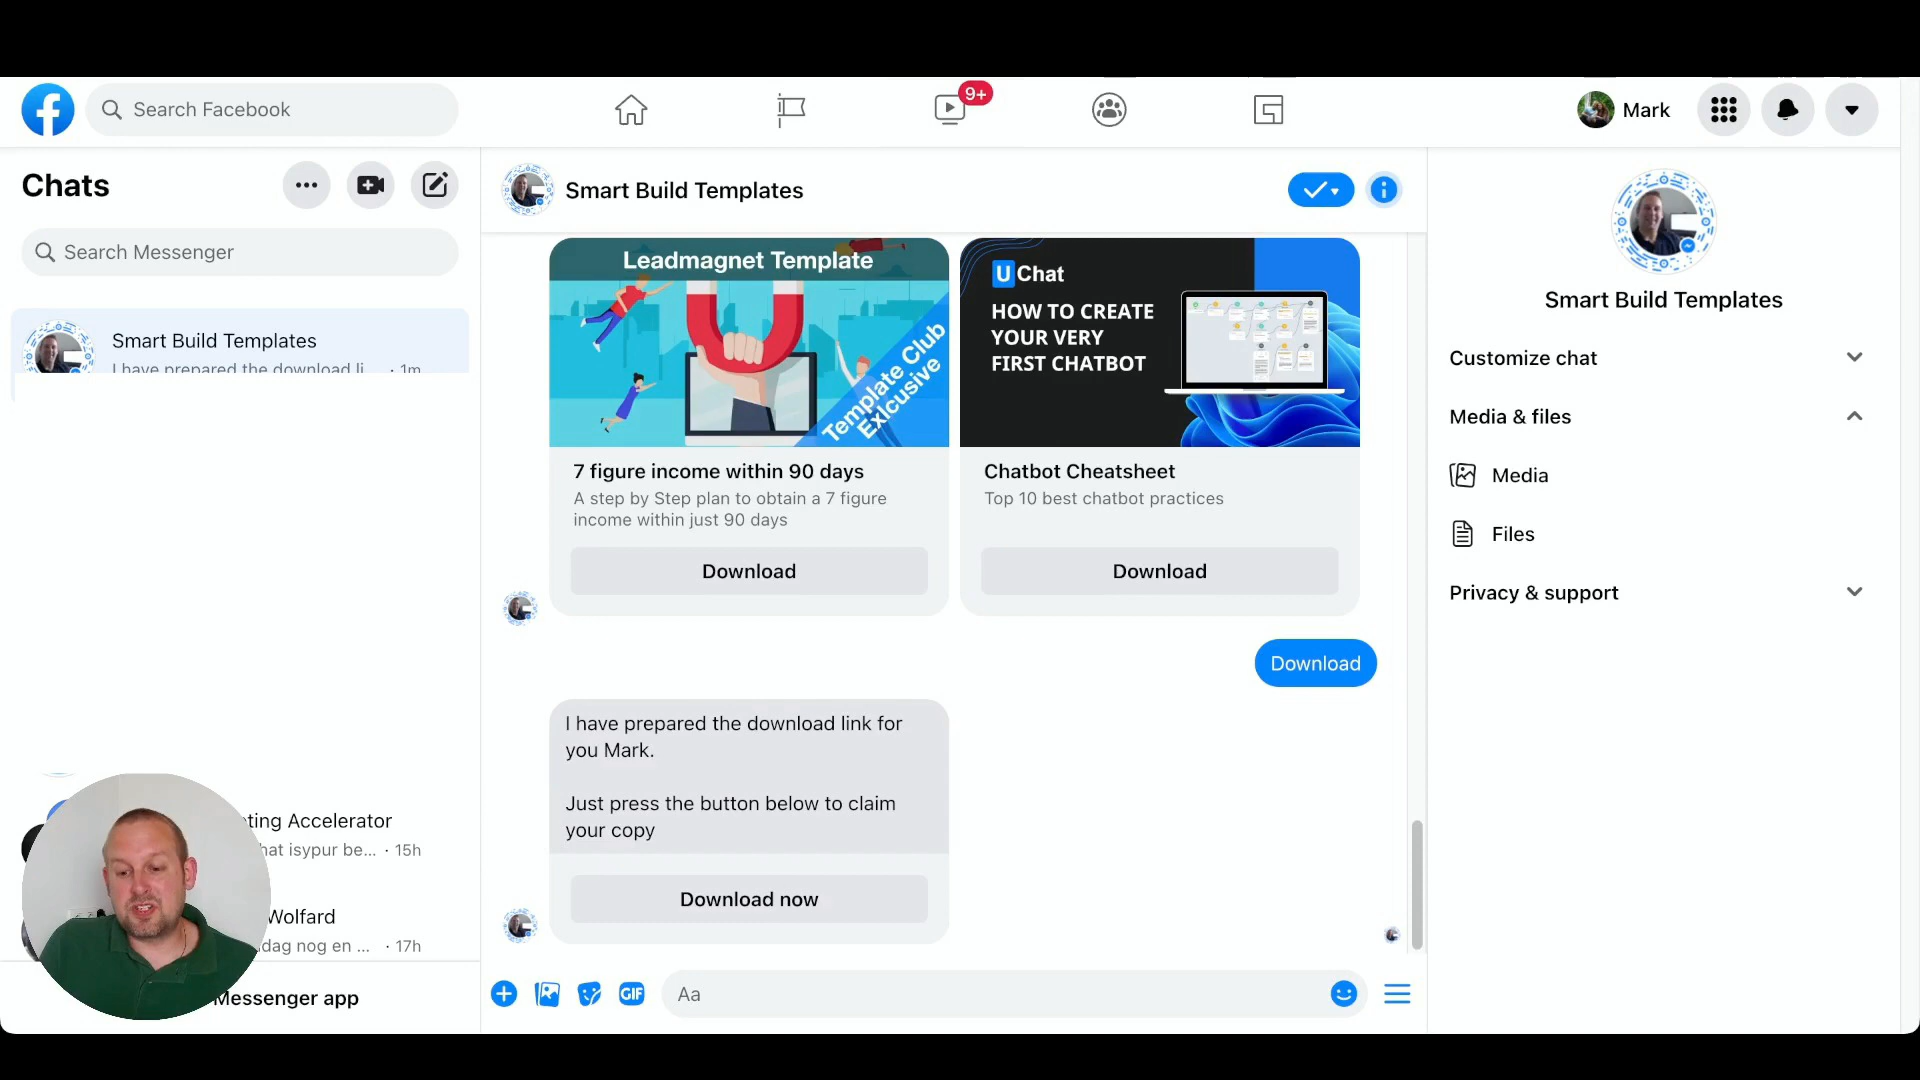 Search Facebook
9+
Mark
Chats
Search Messenger
Smart Build Templates
I have prepared the download li... · 1m
ting Accelerator
hat isypur be... · 15h
Wolfard
dag nog en ... · 17h
Messenger app
Smart Build Templates
Leadmagnet Template
Template Club
Exlcusive
7 figure income within 90 days
A step by Step plan to obtain a 7 figure
income within just 90 days
Download
U Chat
HOW TO CREATE
YOUR VERY
FIRST CHATBOT
Chatbot Cheatsheet
Top 10 best chatbot practices
Download
Download
I have prepared the download link for
you Mark.
Just press the button below to claim
your copy
Download now
GIF
Aa
Smart Build Templates
Customize chat
Media & files
Media
Files
Privacy & support